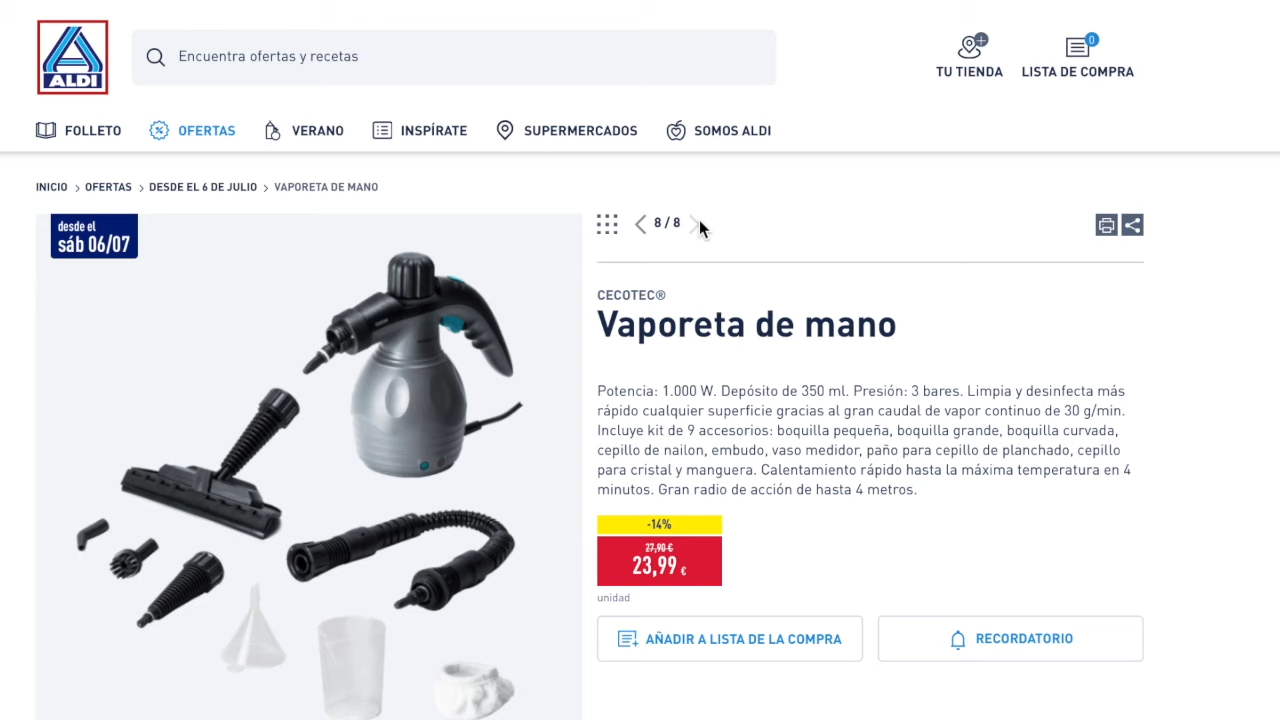 ALDI
Encuentra ofertas y recetas
TU TIENDA
0
LISTA DE COMPRA
FOLLETO
OFERTAS
VERANO
INSPÍRATE
SUPERMERCADOS
SOMOS ALDI
INICIO > OFERTAS > DESDE EL 6 DE JULIO > VAPORETA DE MANO
desde el
sáb 06/07
8 / 8
CECOTEC®
Vaporeta de mano
Potencia: 1.000 W. Depósito de 350 ml. Presión: 3 bares. Limpia y desinfecta más
rápido cualquier superficie gracias al gran caudal de vapor continuo de 30 g/min.
Incluye kit de 9 accesorios: boquilla pequeña, boquilla grande, boquilla curvada,
cepillo de nailon, embudo, vaso medidor, paño para cepillo de planchado, cepillo
para cristal y manguera. Calentamiento rápido hasta la máxima temperatura en 4
minutos. Gran radio de acción de hasta 4 metros.
-14%
27,90 €
23,99 €
unidad
AÑADIR A LISTA DE LA COMPRA
RECORDATORIO